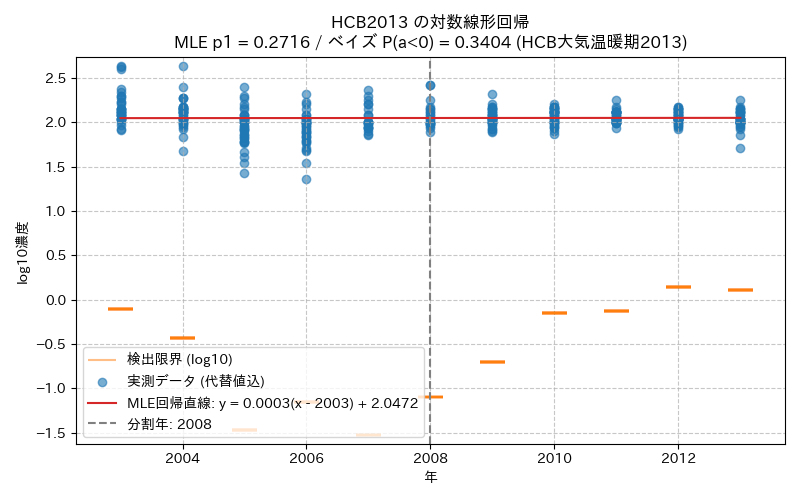 HCB2013 の対数線形回帰
MLE p1 = 0.2716 / ベイズ P(a<0) = 0.3404 (HCB大気温暖期2013)
log10濃度
2.5
2.0
1.5
1.0
0.5
0.0
−0.5
−1.0
−1.5
検出限界 (log10)
実測データ (代替値込)
MLE回帰直線: y = 0.0003(x - 2003) + 2.0472
分割年: 2008
2004
2006
2008
2010
2012
年